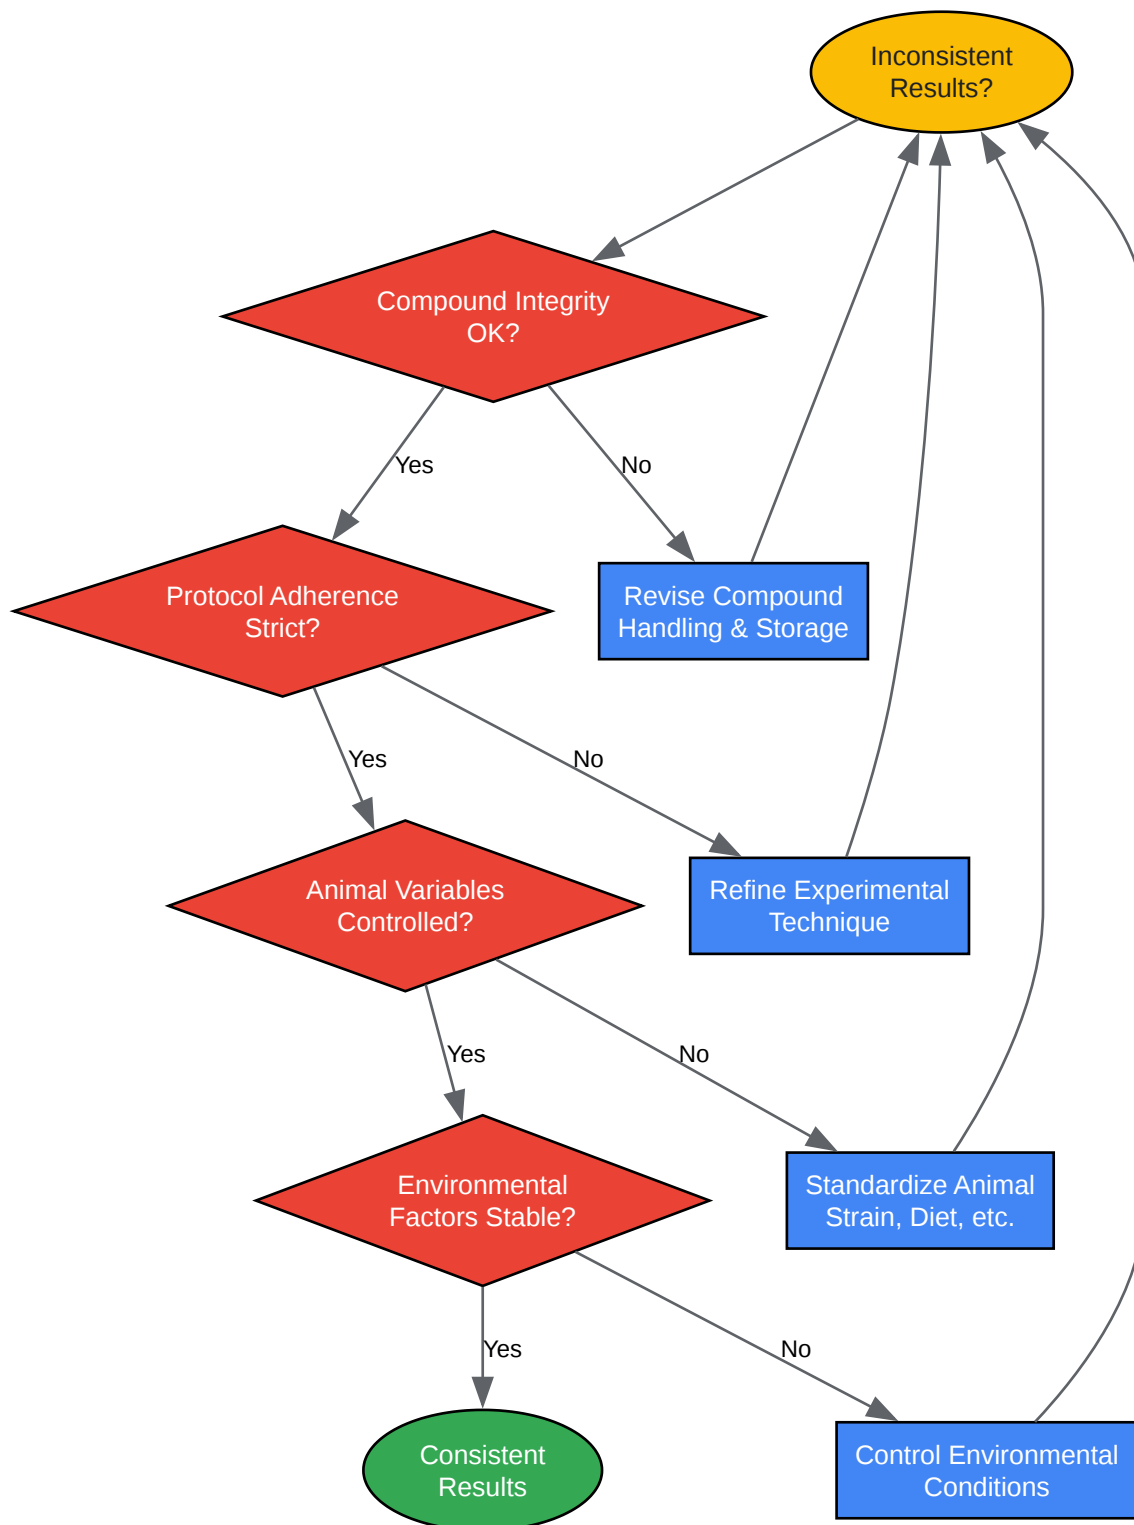 Inconsistent
Results?
Compound Integrity
OK?
Yes
No
Protocol Adherence
Strict?
Revise Compound
Handling & Storage
Yes
No
Animal Variables
Controlled?
Refine Experimental
Technique
Yes
No
Environmental
Factors Stable?
Standardize Animal
Strain, Diet, etc.
Yes
No
Consistent
Results
Control Environmental
Conditions